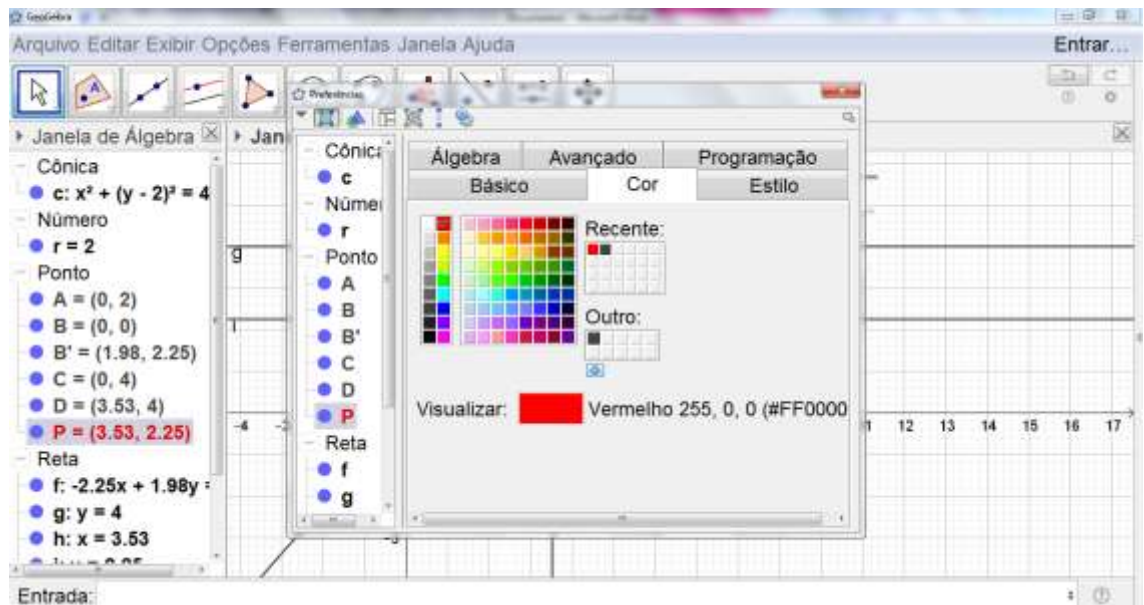 GeoGebra
Arquivo Editar Exibir Opções Ferramentas Janela Ajuda
Entrar...
Preferências
Janela de Álgebra
Jan
Cônica
c: x² + (y - 2)² = 4
Número
r = 2
Ponto
A = (0, 2)
B = (0, 0)
B' = (1.98, 2.25)
C = (0, 4)
D = (3.53, 4)
P = (3.53, 2.25)
Reta
f: -2.25x + 1.98y =
g: y = 4
h: x = 3.53
g
-4
Cônica
c
Númer
r
Ponto
A
B
B'
C
D
P
Reta
f
g
Álgebra Avançado Programação
Básico Cor Estilo
Recente:
Outro:
Visualizar: Vermelho 255, 0, 0 (#FF0000
12 13 14 15 16 17
Entrada: